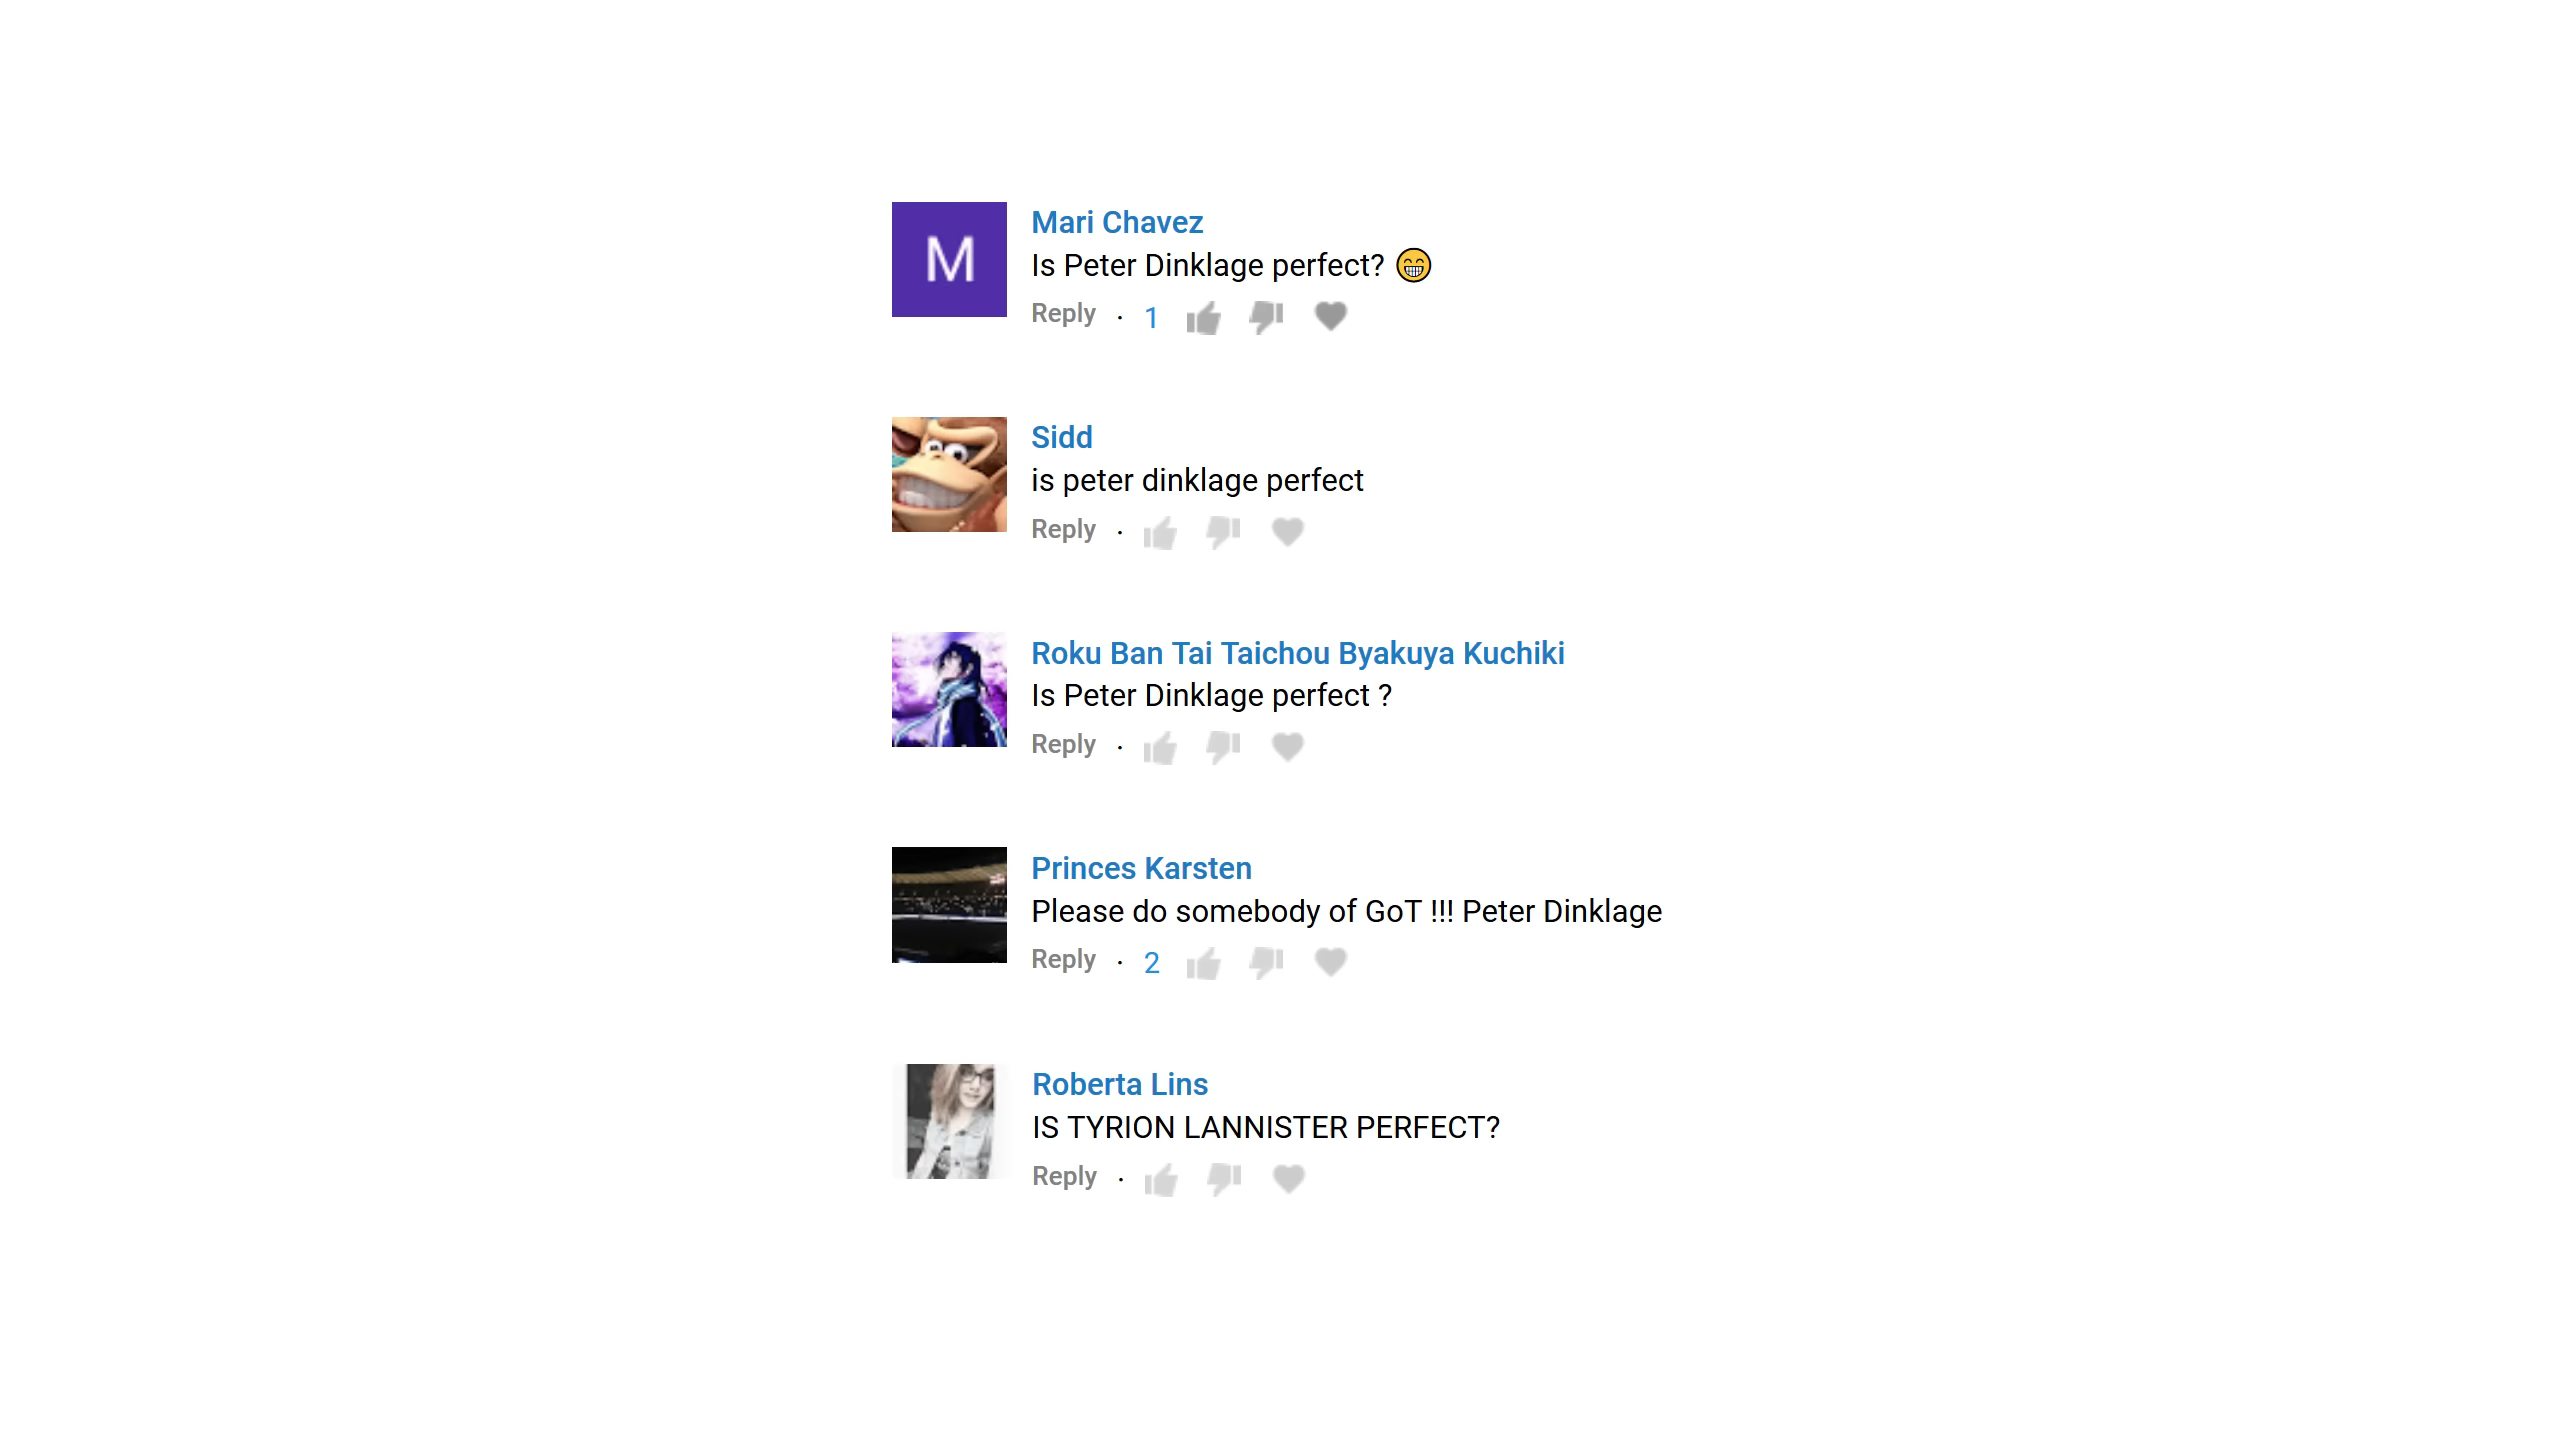 M
Mari Chavez
Is Peter Dinklage perfect? 😁
Reply · 1
Sidd
is peter dinklage perfect
Reply ·
Roku Ban Tai Taichou Byakuya Kuchiki
Is Peter Dinklage perfect ?
Reply ·
Princes Karsten
Please do somebody of GoT !!! Peter Dinklage
Reply · 2
Roberta Lins
IS TYRION LANNISTER PERFECT?
Reply ·